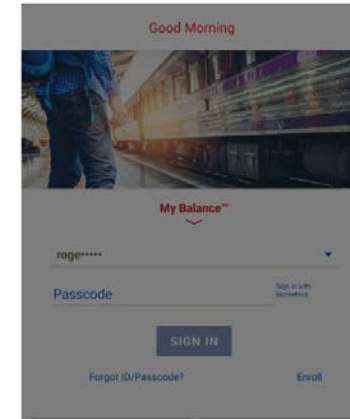 Good Morning
My Balance™
roge•••••
Passcode
Sign in with
biometrics
SIGN IN
Forgot ID/Passcode?
Enroll